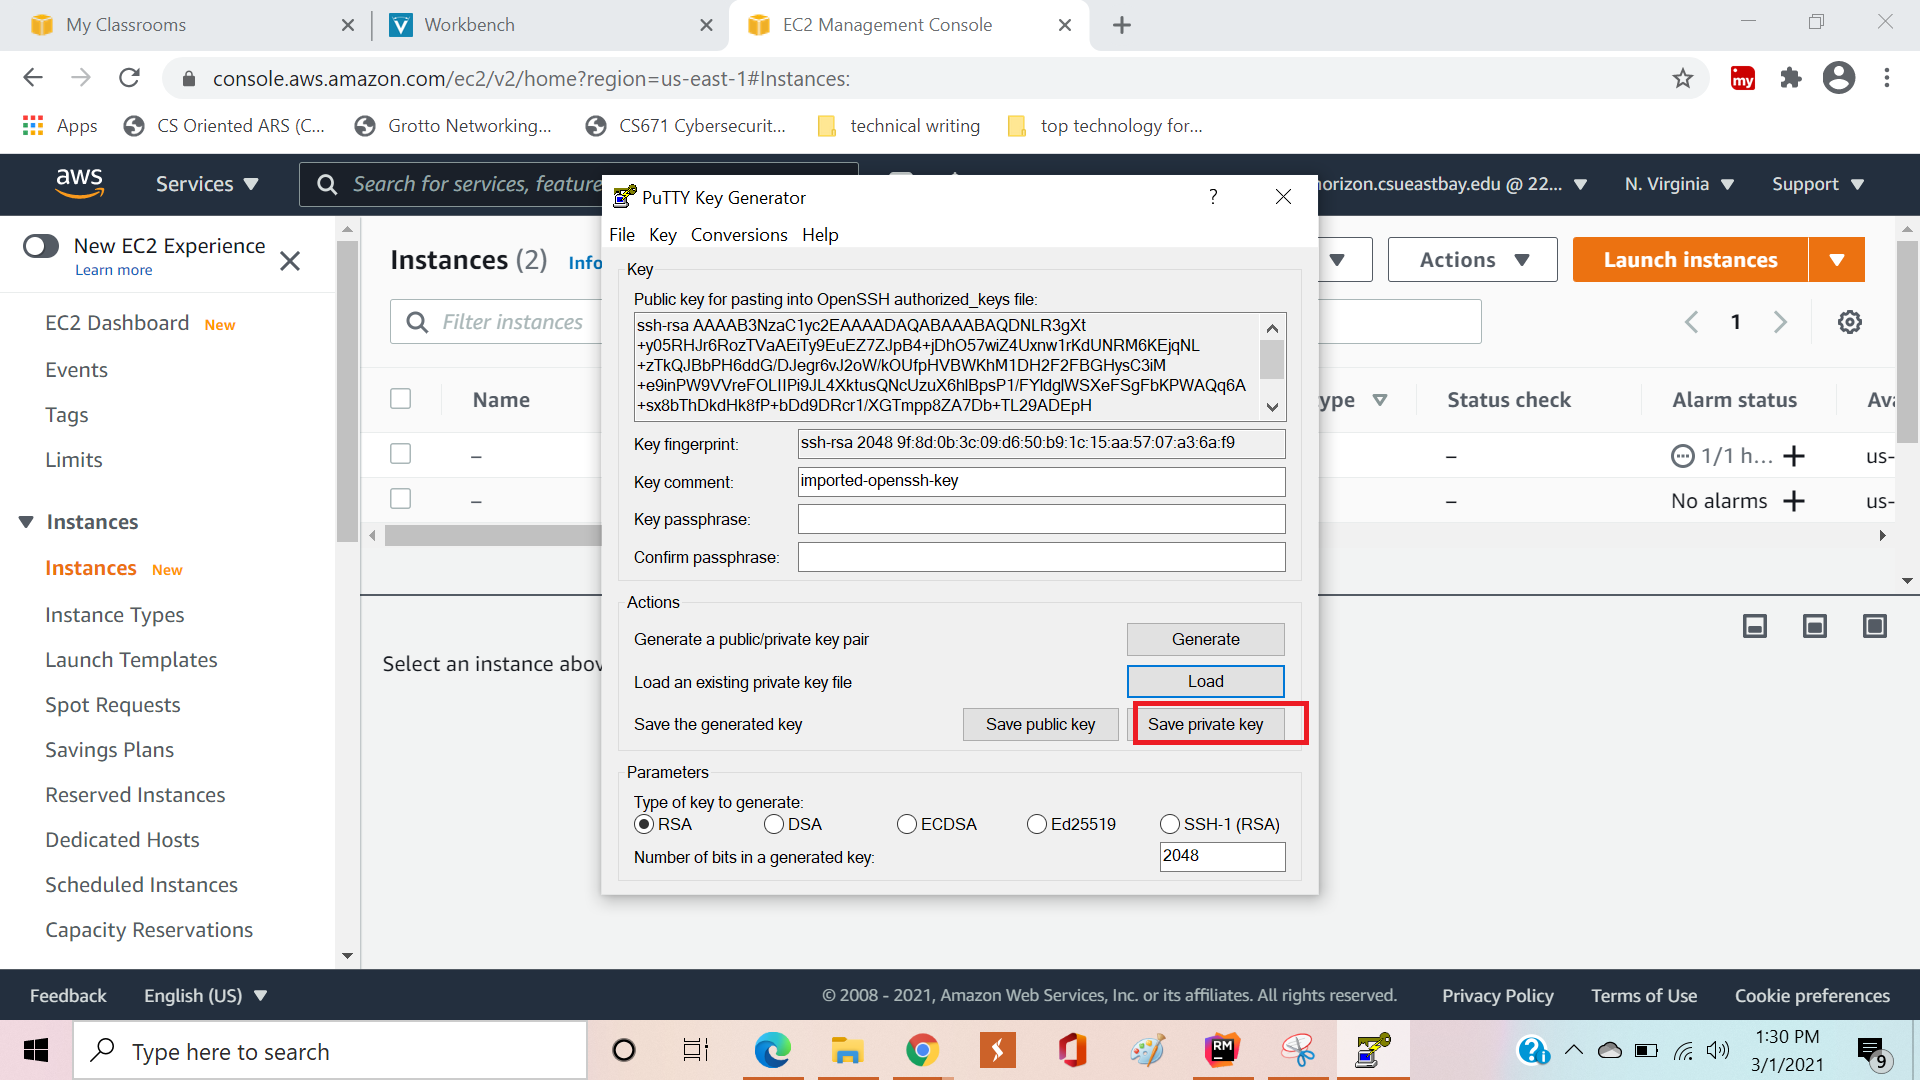 My Classrooms
Workbench
EC2 Management Console
console.aws.amazon.com/ec2/v2/home?region=us-east-1#Instances:
my
Apps
CS Oriented ARS (C...
Grotto Networking...
CS671 Cybersecurit...
technical writing
top technology for...
aws
Services
Search for services, feature
horizon.csueastbay.edu @ 22...
N. Virginia
Support
PuTTY Key Generator
?
File Key Conversions Help
New EC2 Experience
Learn more
EC2 Dashboard New
Events
Tags
Limits
Instances
Instances New
Instance Types
Launch Templates
Spot Requests
Savings Plans
Reserved Instances
Dedicated Hosts
Scheduled Instances
Capacity Reservations
Instances (2) Info
Actions
Launch instances
Filter instances
1
Name
ype
Status check
Alarm status
Ava
–
–
1/1 h...
us-
–
–
No alarms
us-
Select an instance abov
Key
Public key for pasting into OpenSSH authorized_keys file:
ssh-rsa AAAAB3NzaC1yc2EAAAADAQABAAABAQDNLR3gXt
+y05RHJr6RozTVaAEiTy9EuEZ7ZJpB4+jDhO57wiZ4Uxnw1rKdUNRM6KEjqNL
+zTkQJBbPH6ddG/DJegr6vJ2oW/kOUfpHVBWKhM1DH2F2FBGHysC3iM
+e9inPW9VVreFOLIIPi9JL4XktusQNcUzuX6hlBpsP1/FYldglWSXeFSgFbKPWAQq6A
+sx8bThDkdHk8fP+bDd9DRcr1/XGTmpp8ZA7Db+TL29ADEpH
Key fingerprint:
ssh-rsa 2048 9f:8d:0b:3c:09:d6:50:b9:1c:15:aa:57:07:a3:6a:f9
Key comment:
imported-openssh-key
Key passphrase:
Confirm passphrase:
Actions
Generate a public/private key pair
Generate
Load an existing private key file
Load
Save the generated key
Save public key
Save private key
Parameters
Type of key to generate:
RSA
DSA
ECDSA
Ed25519
SSH-1 (RSA)
Number of bits in a generated key:
2048
Feedback
English (US)
© 2008 - 2021, Amazon Web Services, Inc. or its affiliates. All rights reserved.
Privacy Policy
Terms of Use
Cookie preferences
Type here to search
RM
1:30 PM
3/1/2021
9